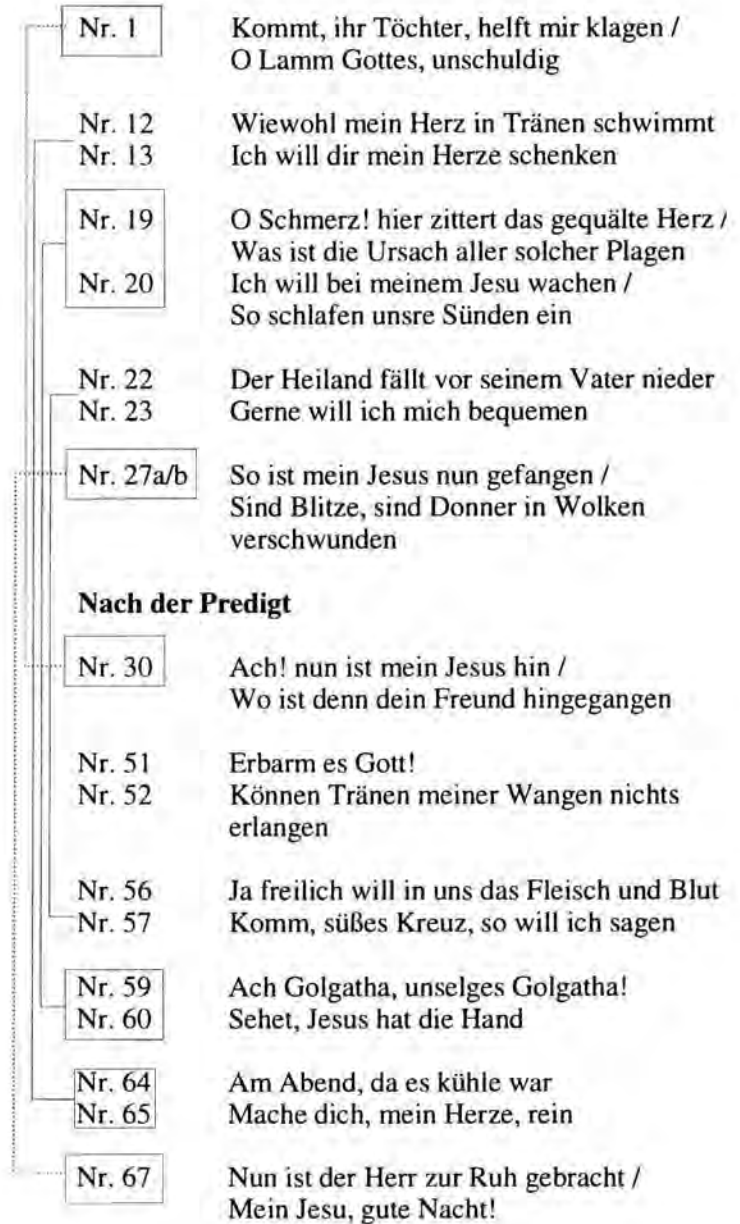 Nr. 1 Kommt, ihr Töchter, helft mir klagen /
O Lamm Gottes, unschuldig
Nr. 12 Wiewohl mein Herz in Tränen schwimmt
Nr. 13 Ich will dir mein Herze schenken
Nr. 19 O Schmerz! hier zittert das gequälte Herz /
Was ist die Ursach aller solcher Plagen
Nr. 20 Ich will bei meinem Jesu wachen /
So schlafen unsre Sünden ein
Nr. 22 Der Heiland fällt vor seinem Vater nieder
Nr. 23 Gerne will ich mich bequemen
Nr. 27a/b So ist mein Jesus nun gefangen /
Sind Blitze, sind Donner in Wolken
verschwunden
Nach der Predigt
Nr. 30 Ach! nun ist mein Jesus hin /
Wo ist denn dein Freund hingegangen
Nr. 51 Erbarm es Gott!
Nr. 52 Können Tränen meiner Wangen nichts
erlangen
Nr. 56 Ja freilich will in uns das Fleisch und Blut
Nr. 57 Komm, süßes Kreuz, so will ich sagen
Nr. 59 Ach Golgatha, unselges Golgatha!
Nr. 60 Sehet, Jesus hat die Hand
Nr. 64 Am Abend, da es kühle war
Nr. 65 Mache dich, mein Herze, rein
Nr. 67 Nun ist der Herr zur Ruh gebracht /
Mein Jesu, gute Nacht!